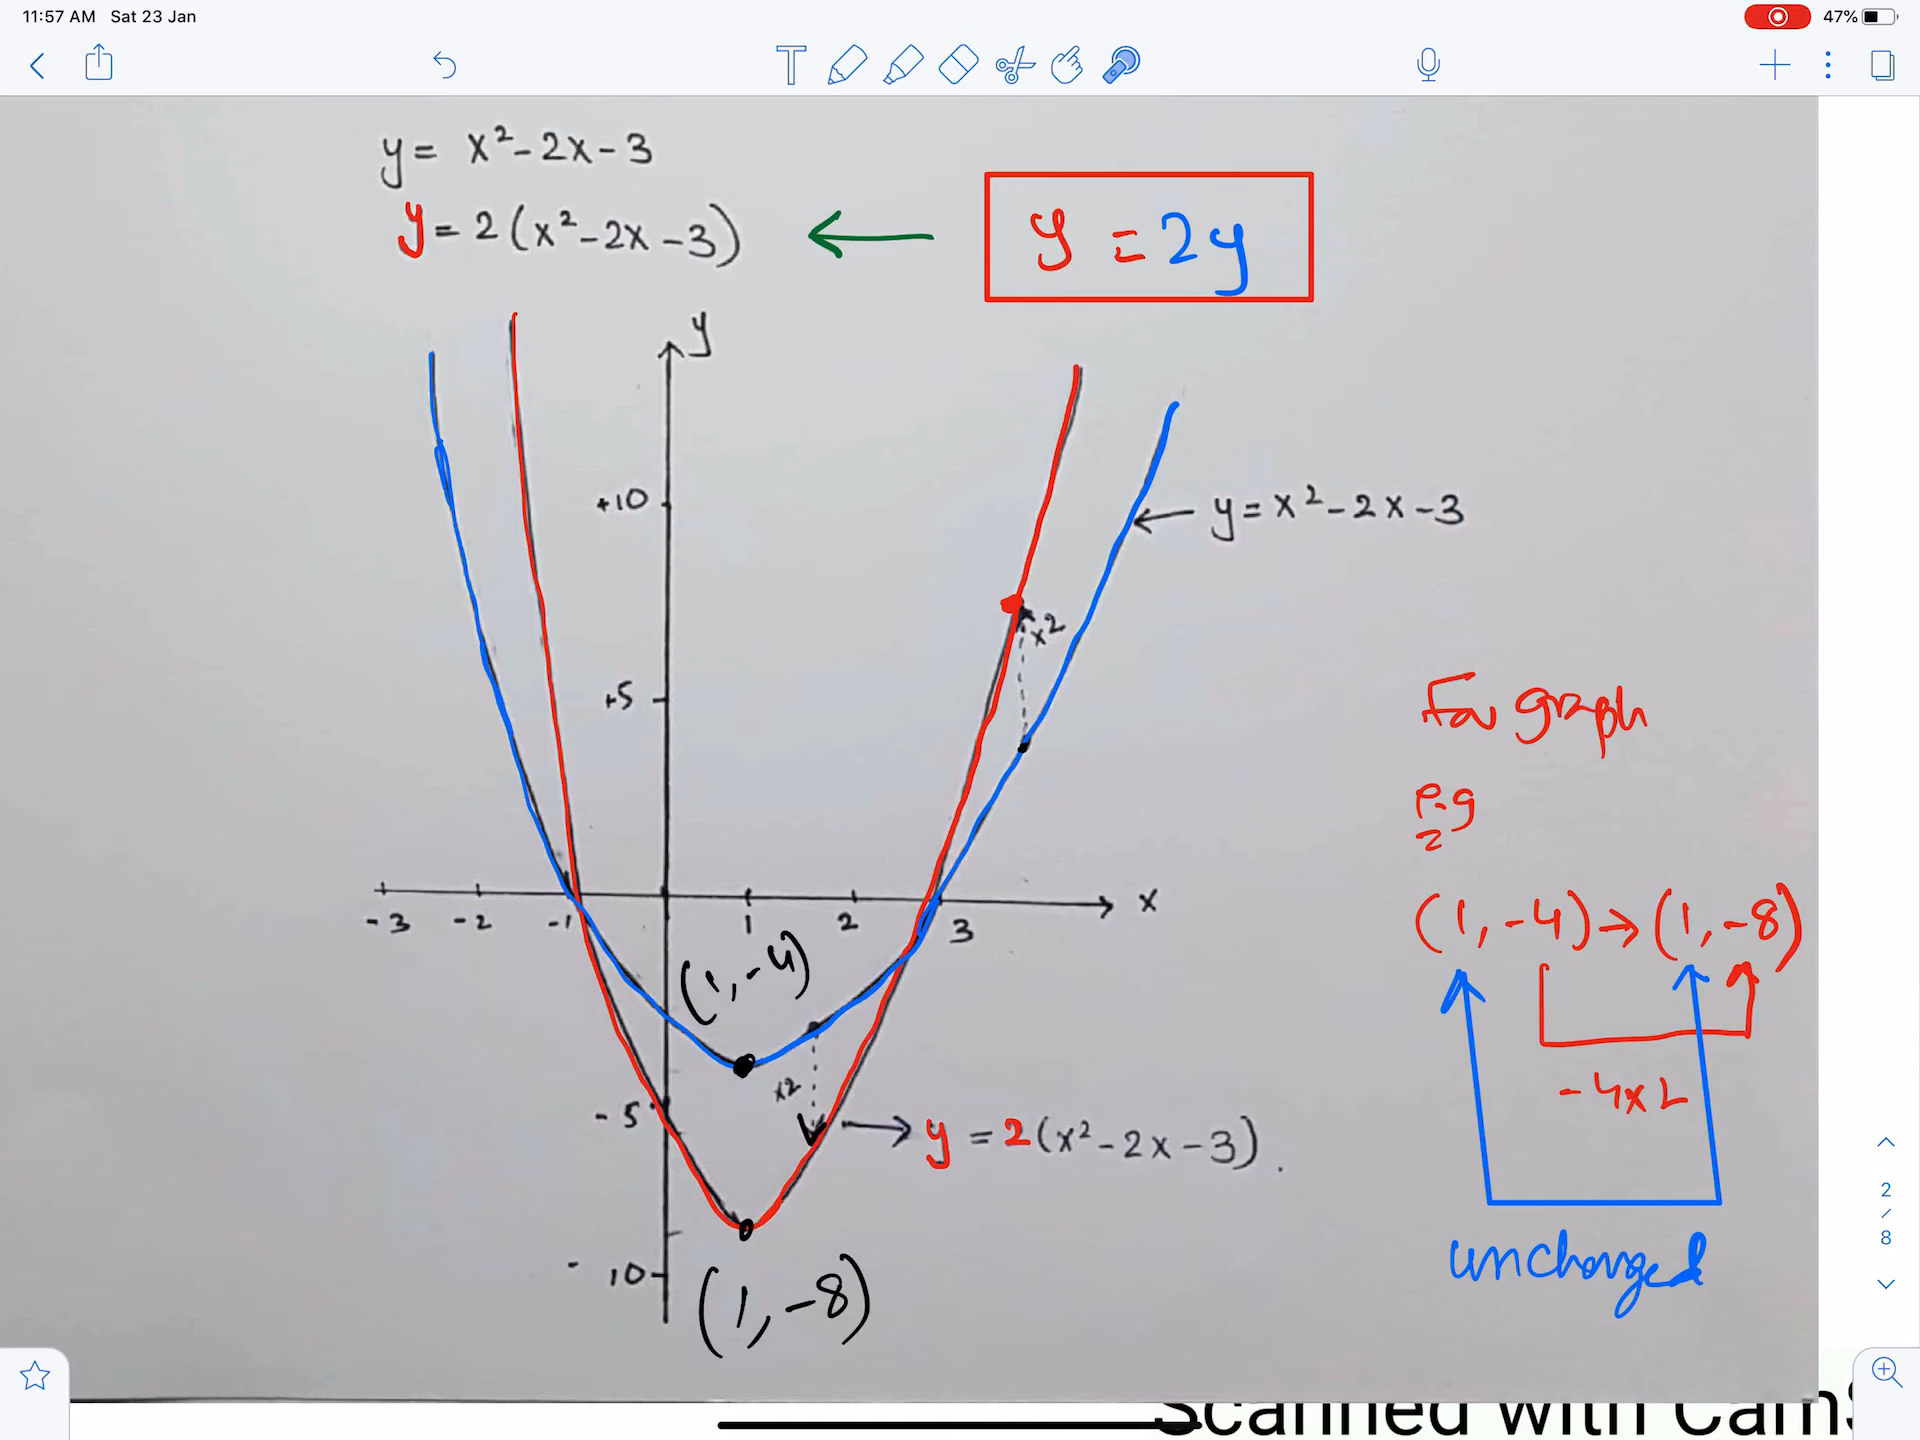 11:57 AM Sat 23 Jan
47%
y = x² - 2x - 3
y = 2 (x² - 2x - 3)
y = 2y
y
+10
y = x² - 2x - 3
x2
+5
For graph
e.g
(1, -4) → (1, -8)
-3 -2 -1 1 2 3 x
(1, -4)
x2
-4x2
-5
y = 2(x² - 2x - 3).
2
/
8
unchanged
-10
(1, -8)